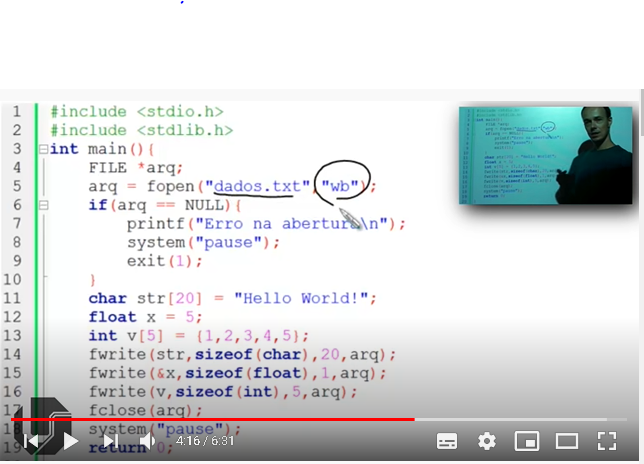 1 #include <stdio.h>
2 #include <stdlib.h>
3 int main(){
4 FILE *arq;
5 arq = fopen("dados.txt","wb");
6 if(arq == NULL){
7 printf("Erro na abertura\n");
8 system("pause");
9 exit(1);
10 }
11 char str[20] = "Hello World!";
12 float x = 5;
13 int v[5] = {1,2,3,4,5};
14 fwrite(str,sizeof(char),20,arq);
15 fwrite(&x,sizeof(float),1,arq);
16 fwrite(v,sizeof(int),5,arq);
17 fclose(arq);
18 system("pause");
19 return 0;
4:16 / 6:31